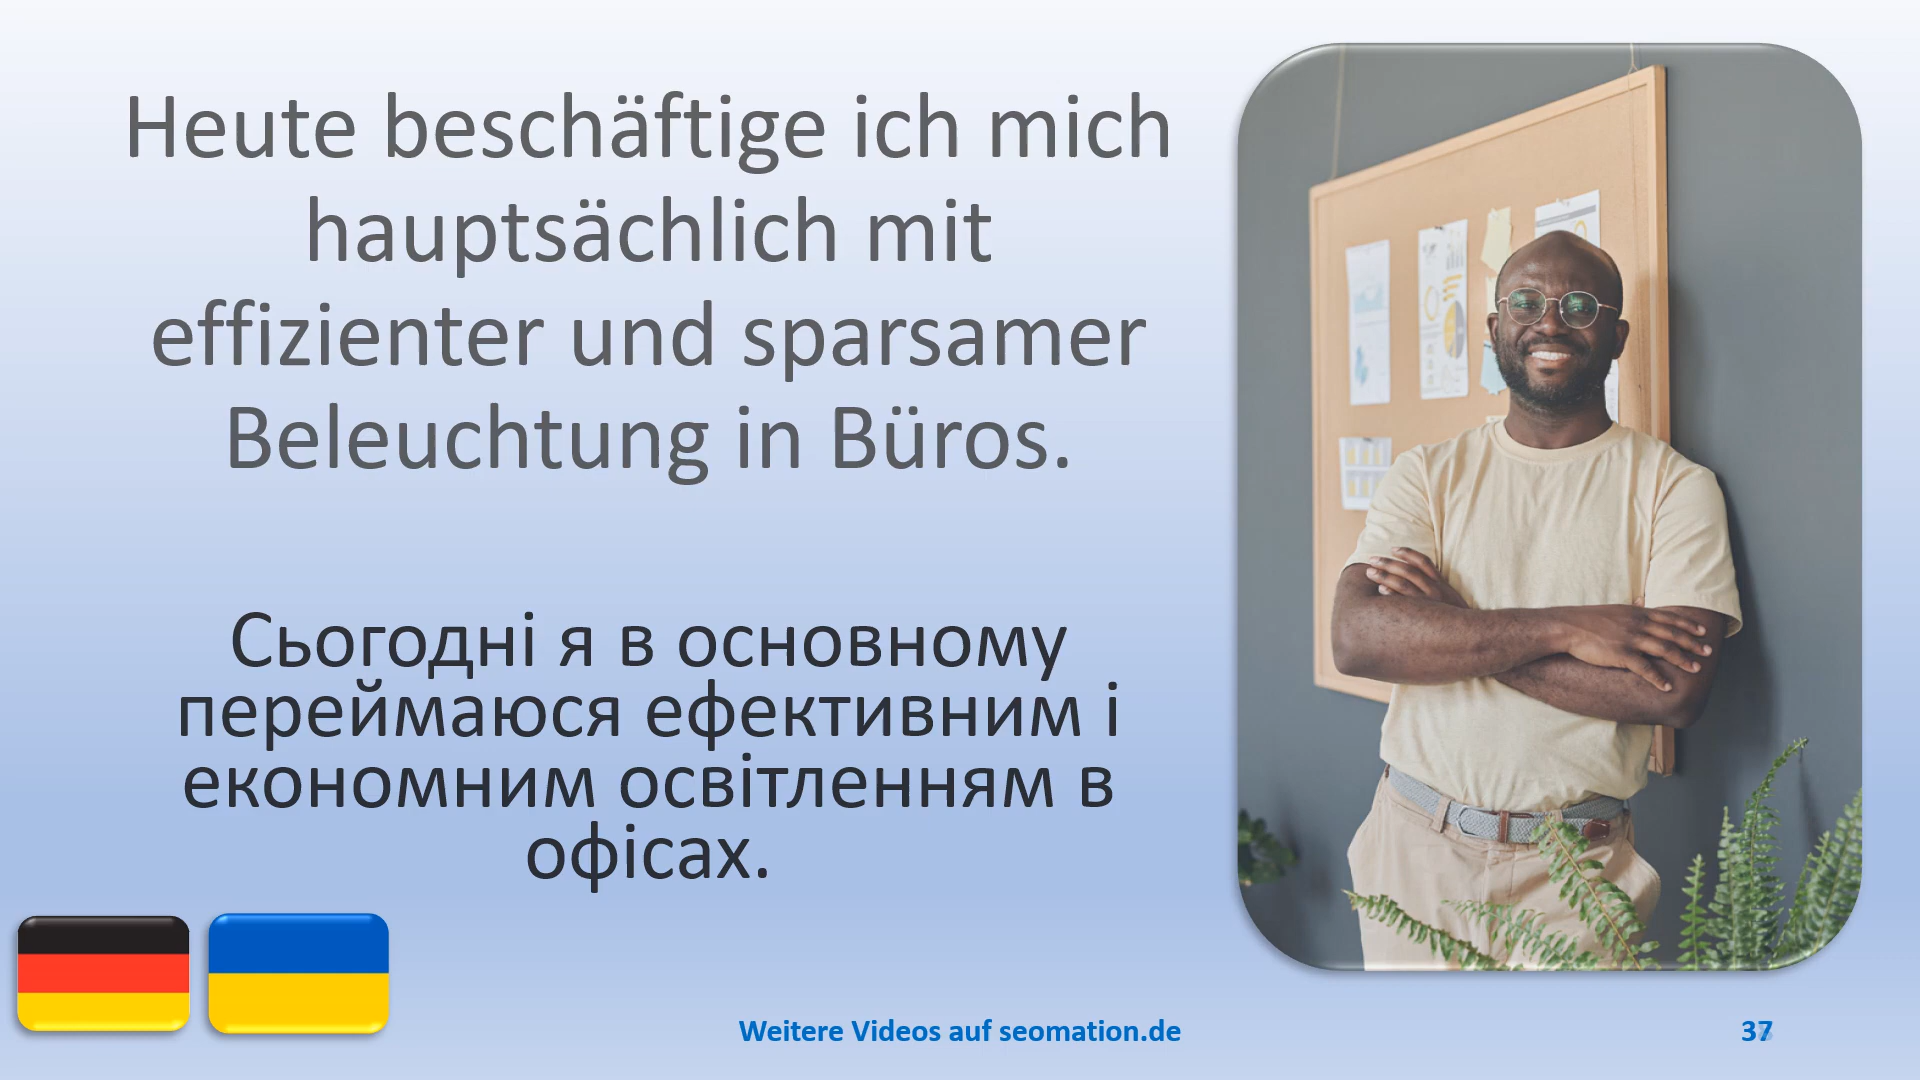 Heute beschäftige ich mich
hauptsächlich mit
effizienter und sparsamer
Beleuchtung in Büros.
Сьогодні я в основному
переймаюся ефективним і
економним освітленням в
офісах.
Weitere Videos auf seomation.de
37